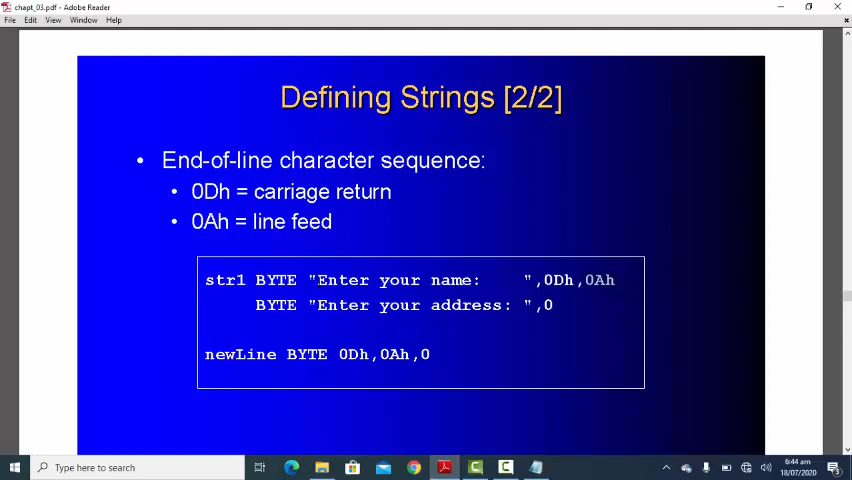 chapt_03.pdf - Adobe Reader
File Edit View Window Help
Defining Strings [2/2]
• End-of-line character sequence:
• 0Dh = carriage return
• 0Ah = line feed
str1 BYTE "Enter your name:    ",0Dh,0Ah
BYTE "Enter your address: ",0
newLine BYTE 0Dh,0Ah,0
Type here to search
6:44 am
18/07/2020
3